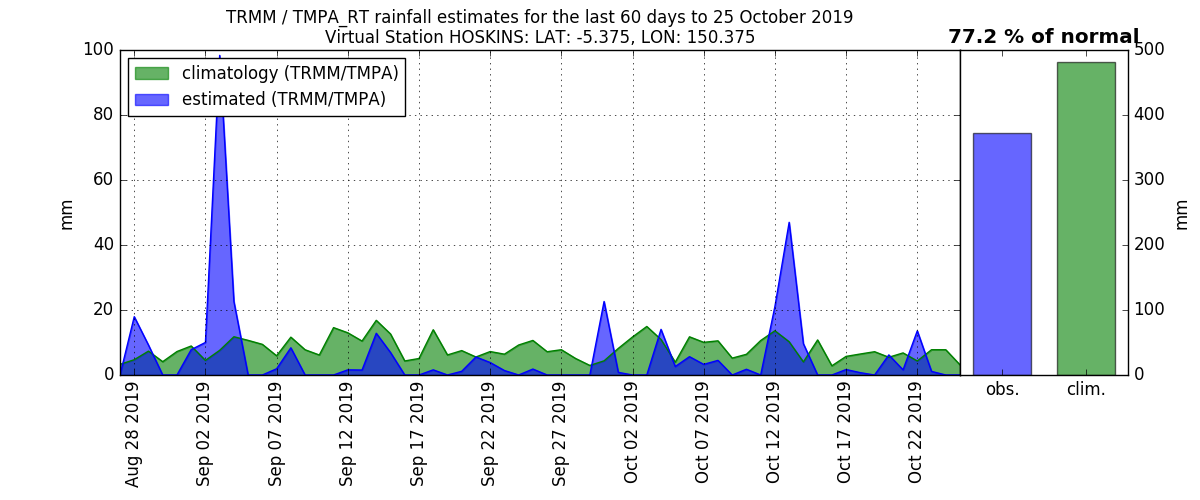 TRMM / TMPA_RT rainfall estimates for the last 60 days to 25 October 2019
Virtual Station HOSKINS: LAT: -5.375, LON: 150.375
77.2 % of normal
climatology (TRMM/TMPA)
estimated (TRMM/TMPA)
100
80
60
40
20
0
mm
500
400
300
200
100
0
mm
Aug 28 2019
Sep 02 2019
Sep 07 2019
Sep 12 2019
Sep 17 2019
Sep 22 2019
Sep 27 2019
Oct 02 2019
Oct 07 2019
Oct 12 2019
Oct 17 2019
Oct 22 2019
obs.
clim.